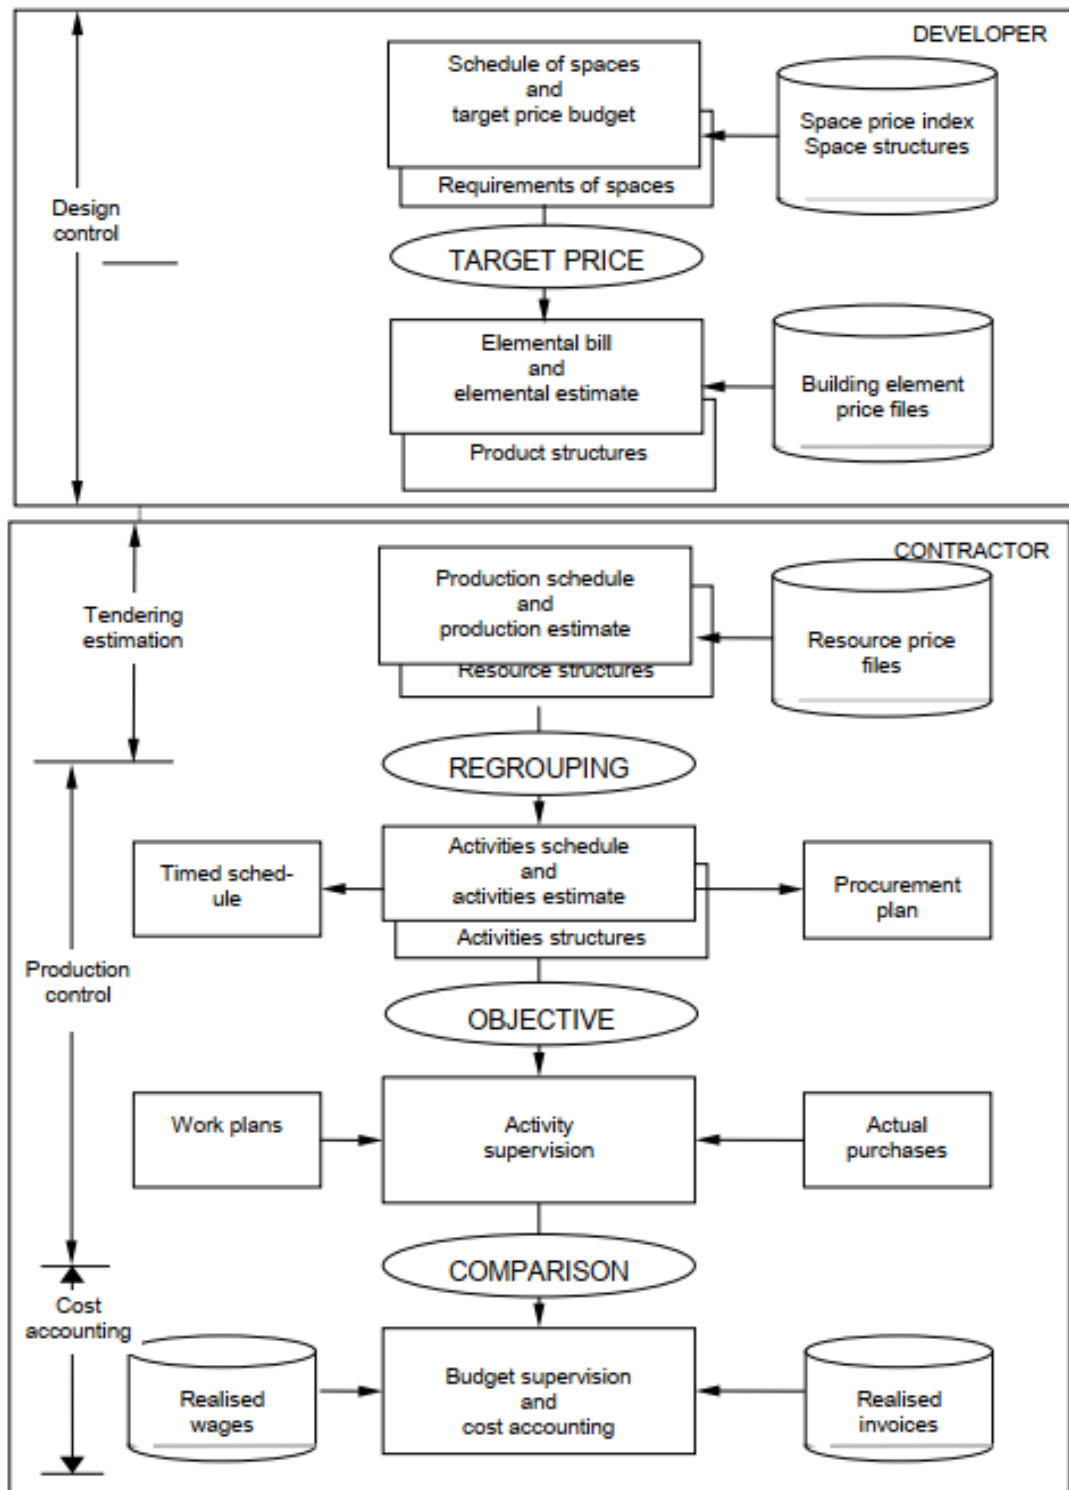 DEVELOPER
Schedule of spaces
and
target price budget
Space price index
Space structures
Requirements of spaces
Design
control
TARGET PRICE
Elemental bill
and
elemental estimate
Building element
price files
Product structures
CONTRACTOR
Production schedule
and
production estimate
Tendering
estimation
Resource price
files
Resource structures
REGROUPING
Activities schedule
and
activities estimate
Timed sched-
ule
Procurement
plan
Activities structures
Production
control
OBJECTIVE
Work plans
Activity
supervision
Actual
purchases
COMPARISON
Cost
accounting
Budget supervision
and
cost accounting
Realised
wages
Realised
invoices